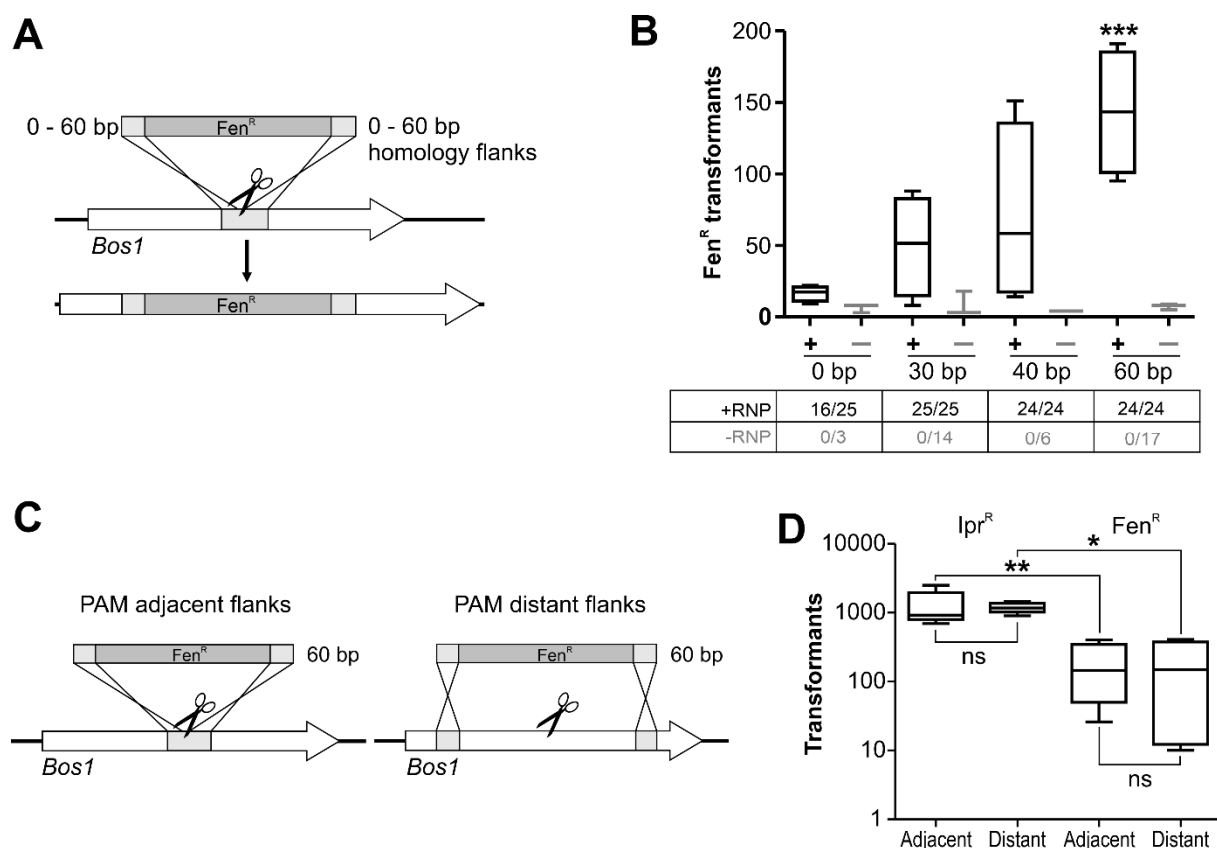 A
0 - 60 bp
Fen^R
0 - 60 bp
homology flanks
Bos1
Fen^R
B
Fen^R transformants
200
150
100
50
0
***
+ — + — + — + —
0 bp 30 bp 40 bp 60 bp
+RNP 16/25 25/25 24/24 24/24
-RNP 0/3 0/14 0/6 0/17
C
PAM adjacent flanks
Fen^R
60 bp
Bos1
PAM distant flanks
Fen^R
60 bp
Bos1
D
Ipr^R Fen^R
Transformants
10000
1000
100
10
1
*
**
ns
ns
Adjacent Distant Adjacent Distant